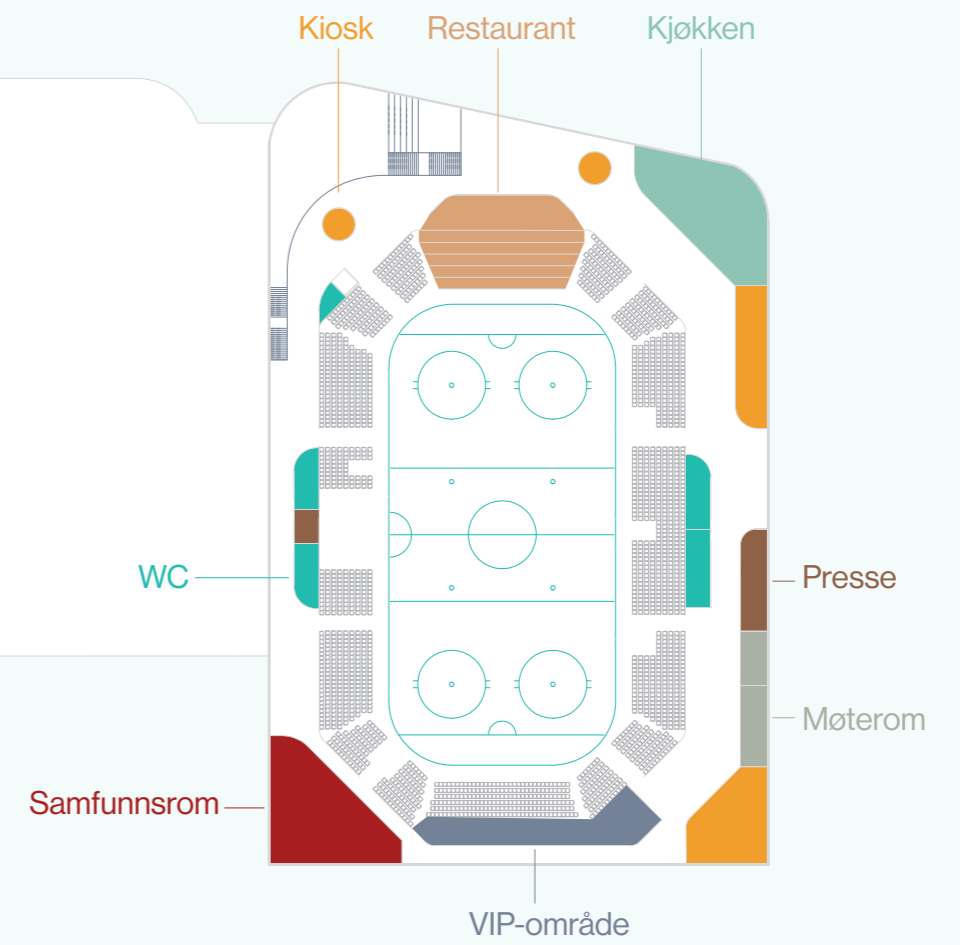 Kiosk
Restaurant
Kjøkken
WC
Presse
Møterom
Samfunnsrom
VIP-område